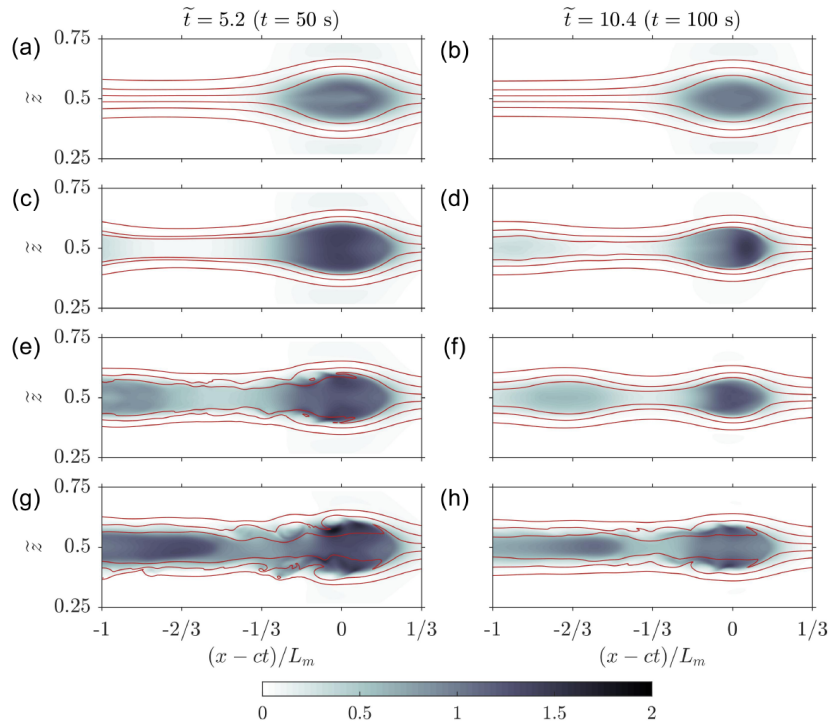 t̃ = 5.2 (t = 50 s) t̃ = 10.4 (t = 100 s)
(a) (b)
0.75
z̃ 0.5 z̃
0.25
(c) (d)
0.75
z̃ 0.5 z̃
0.25
(e) (f)
0.75
z̃ 0.5 z̃
0.25
(g) (h)
0.75
z̃ 0.5 z̃
0.25
-1 -2/3 -1/3 0 1/3 -1 -2/3 -1/3 0 1/3
(x − ct)/Lₘ (x − ct)/Lₘ
0 0.5 1 1.5 2